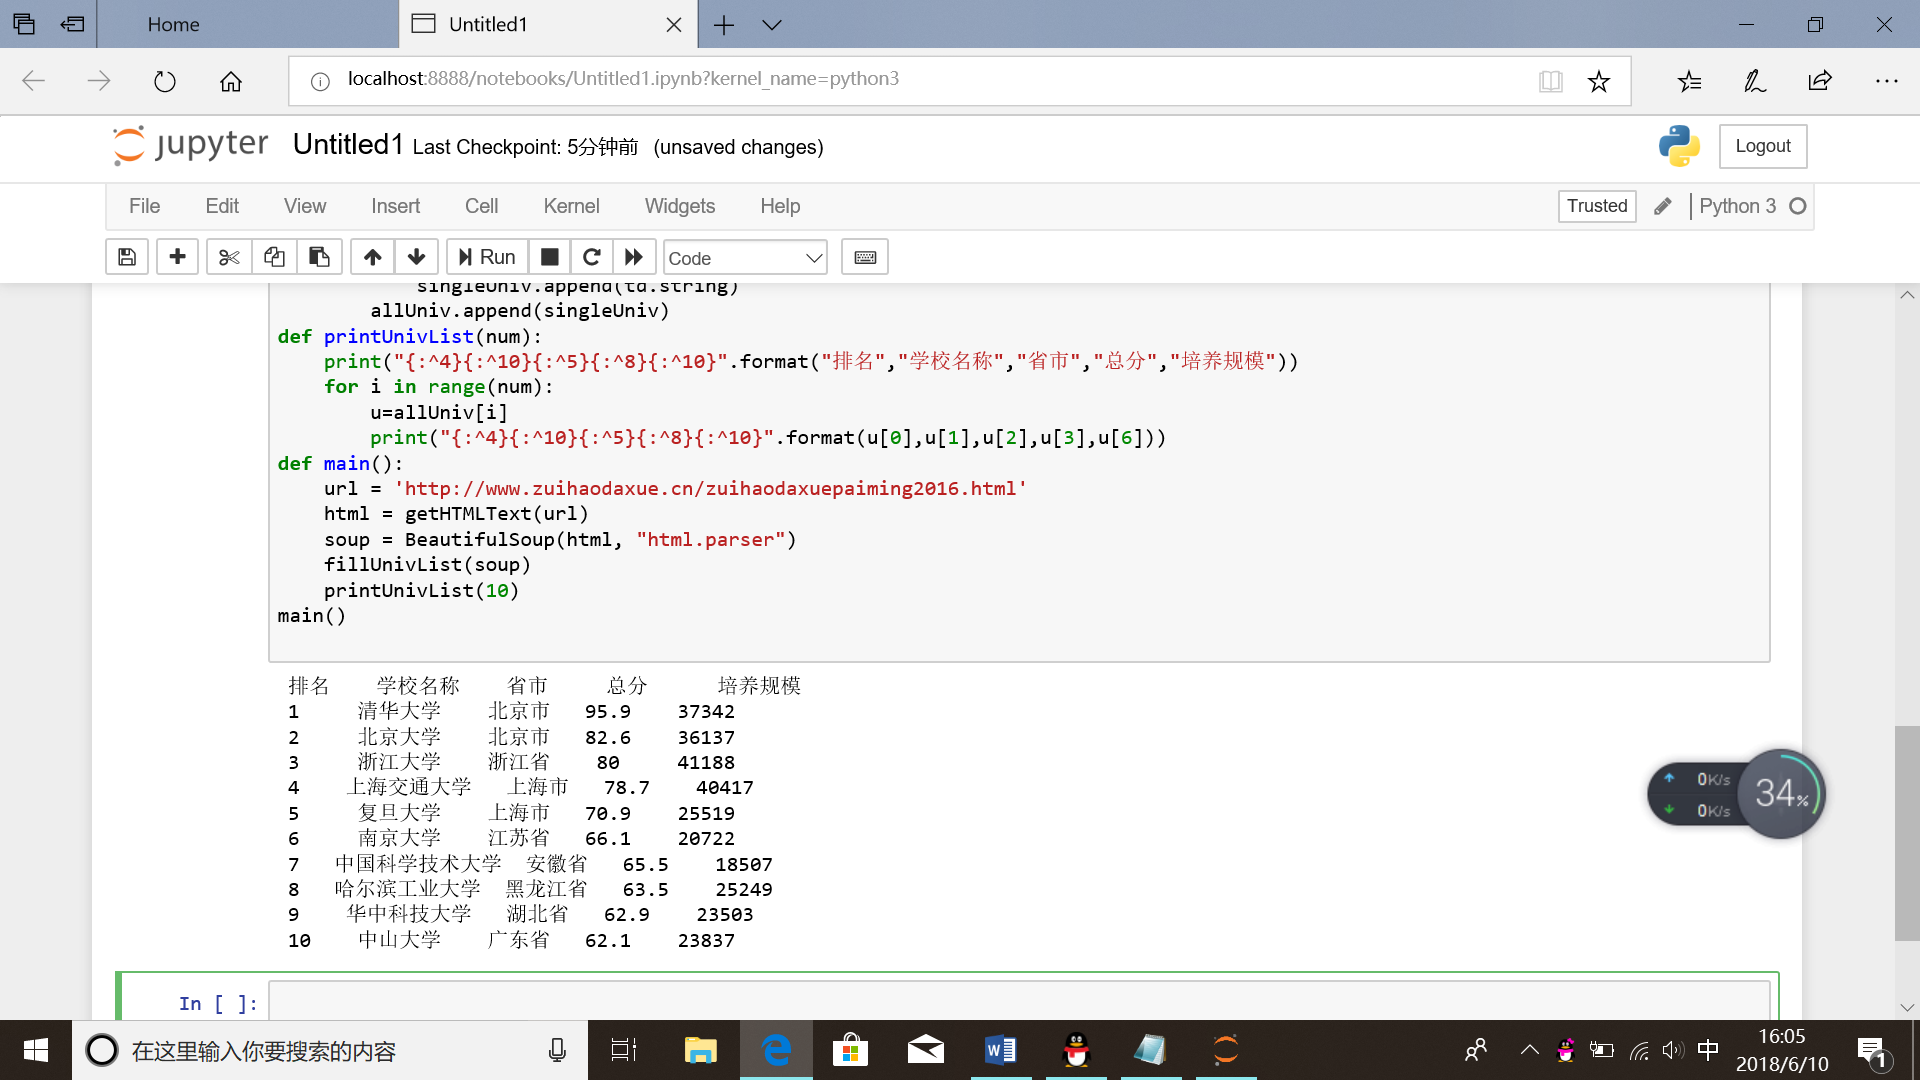 Home
Untitled1
localhost:8888/notebooks/Untitled1.ipynb?kernel_name=python3
jupyter Untitled1 Last Checkpoint: 5分钟前 (unsaved changes)
Logout
File Edit View Insert Cell Kernel Widgets Help
Trusted
Python 3
Run
Code
singleUniv.append(td.string)
allUniv.append(singleUniv)
def printUnivList(num):
print("{:^4}{:^10}{:^5}{:^8}{:^10}".format("排名","学校名称","省市","总分","培养规模"))
for i in range(num):
u=allUniv[i]
print("{:^4}{:^10}{:^5}{:^8}{:^10}".format(u[0],u[1],u[2],u[3],u[6]))
def main():
url = 'http://www.zuihaodaxue.cn/zuihaodaxuepaiming2016.html'
html = getHTMLText(url)
soup = BeautifulSoup(html, "html.parser")
fillUnivList(soup)
printUnivList(10)
main()
排名 学校名称 省市 总分 培养规模
1 清华大学 北京市 95.9 37342
2 北京大学 北京市 82.6 36137
3 浙江大学 浙江省 80 41188
4 上海交通大学 上海市 78.7 40417
5 复旦大学 上海市 70.9 25519
6 南京大学 江苏省 66.1 20722
7 中国科学技术大学 安徽省 65.5 18507
8 哈尔滨工业大学 黑龙江省 63.5 25249
9 华中科技大学 湖北省 62.9 23503
10 中山大学 广东省 62.1 23837
0K/s
0K/s
34%
In [ ]:
在这里输入你要搜索的内容
中
16:05
2018/6/10
1